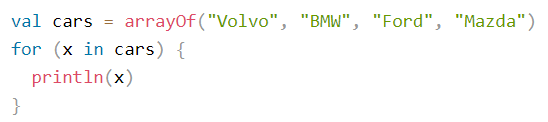 val cars = arrayOf("Volvo", "BMW", "Ford", "Mazda")
for (x in cars) {
  println(x)
}